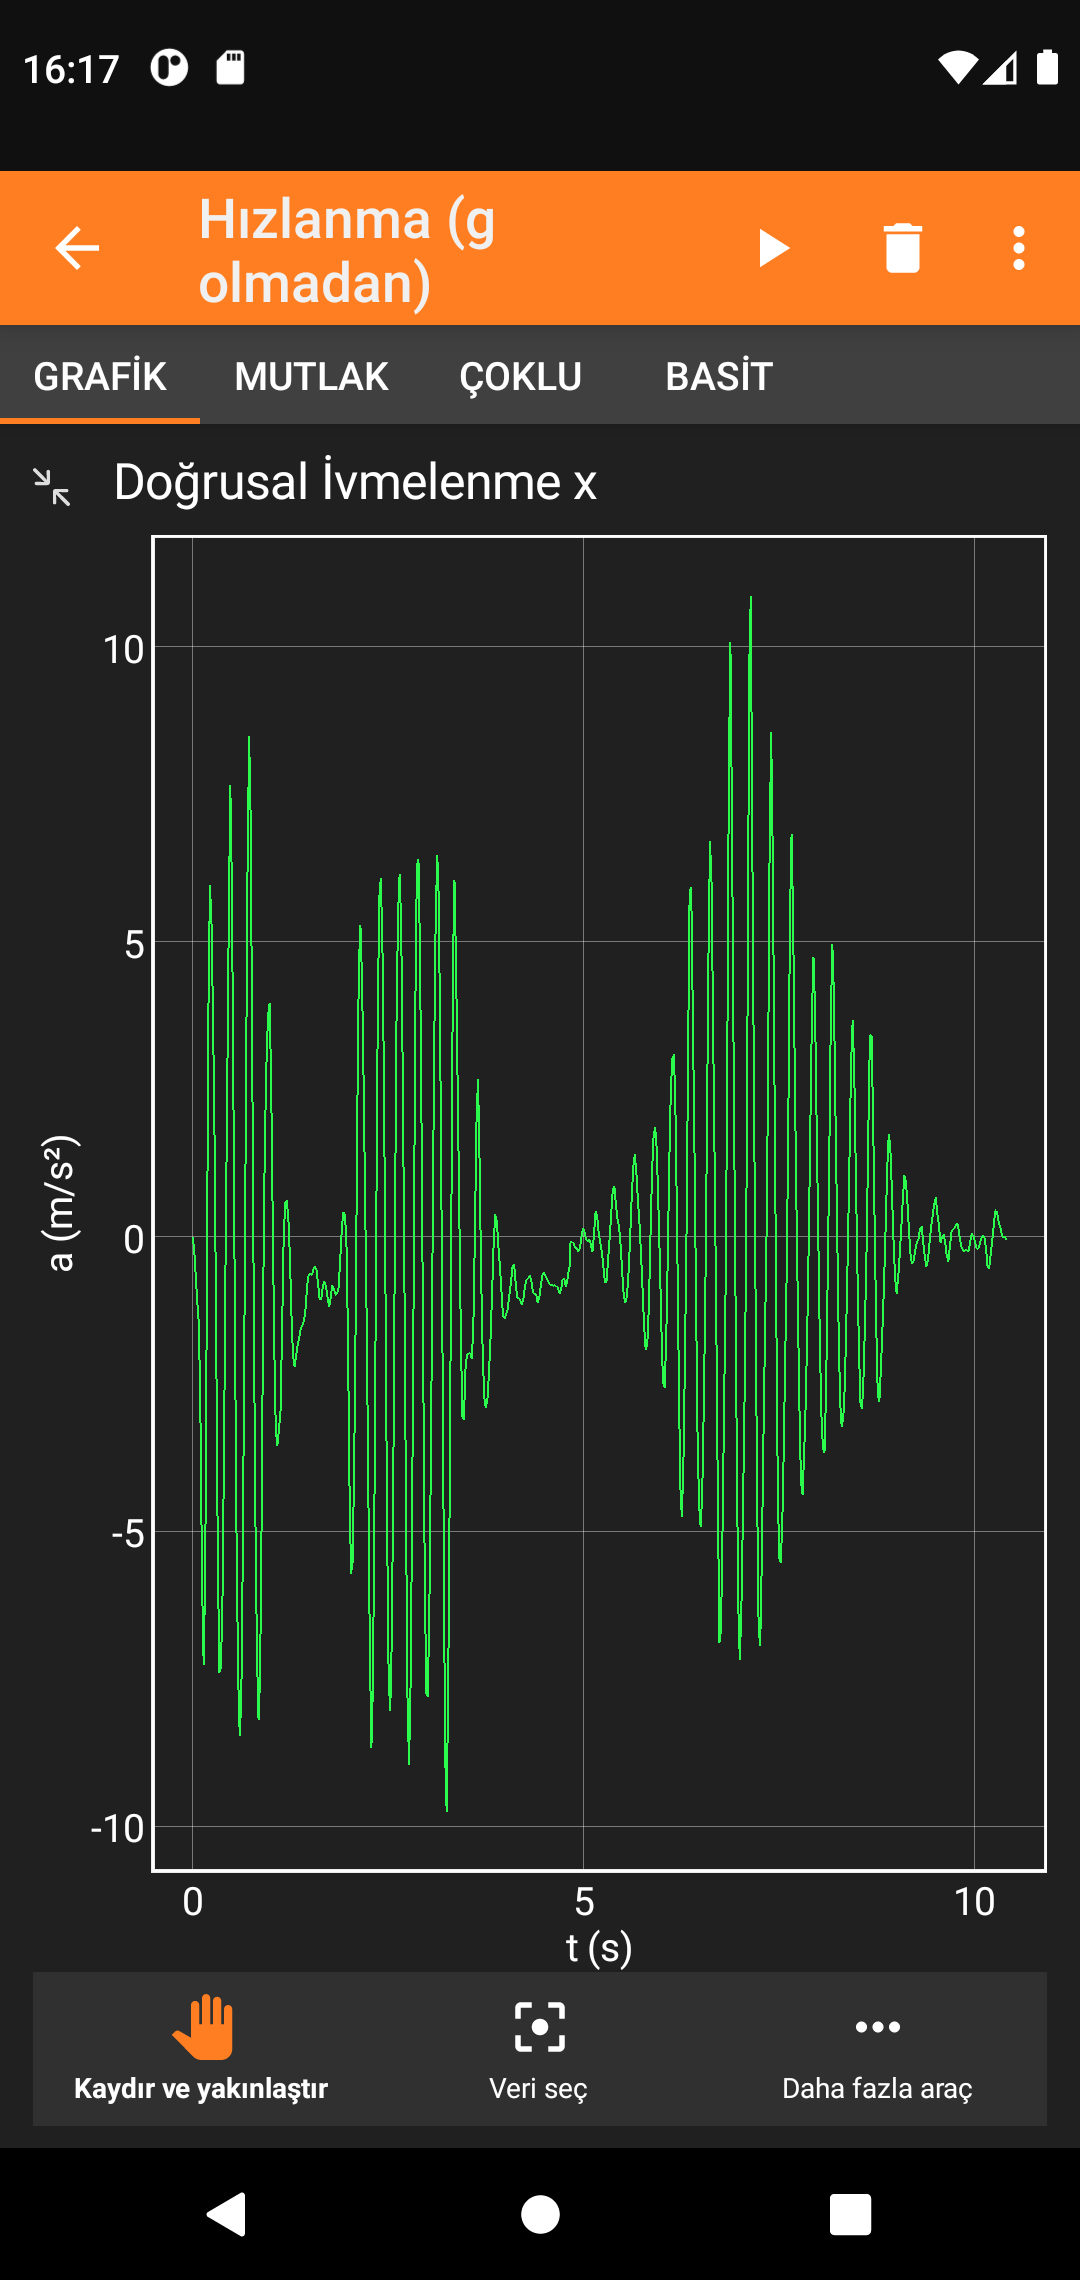 16:17
Hızlanma (g
olmadan)
GRAFİK MUTLAK ÇOKLU BASİT
Doğrusal İvmelenme x
10
5
0
-5
-10
a (m/s²)
0 5 10
t (s)
Kaydır ve yakınlaştır Veri seç Daha fazla araç